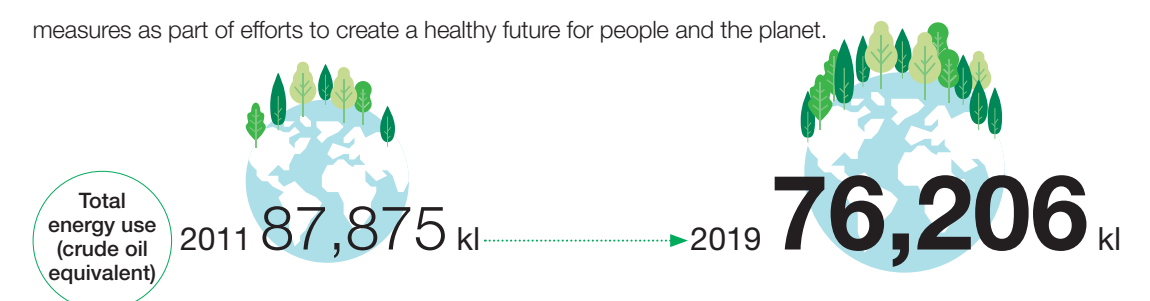 measures as part of efforts to create a healthy future for people and the planet.
Total
energy use
(crude oil
equivalent)
2011 87,875 kl
2019 76,206 kl